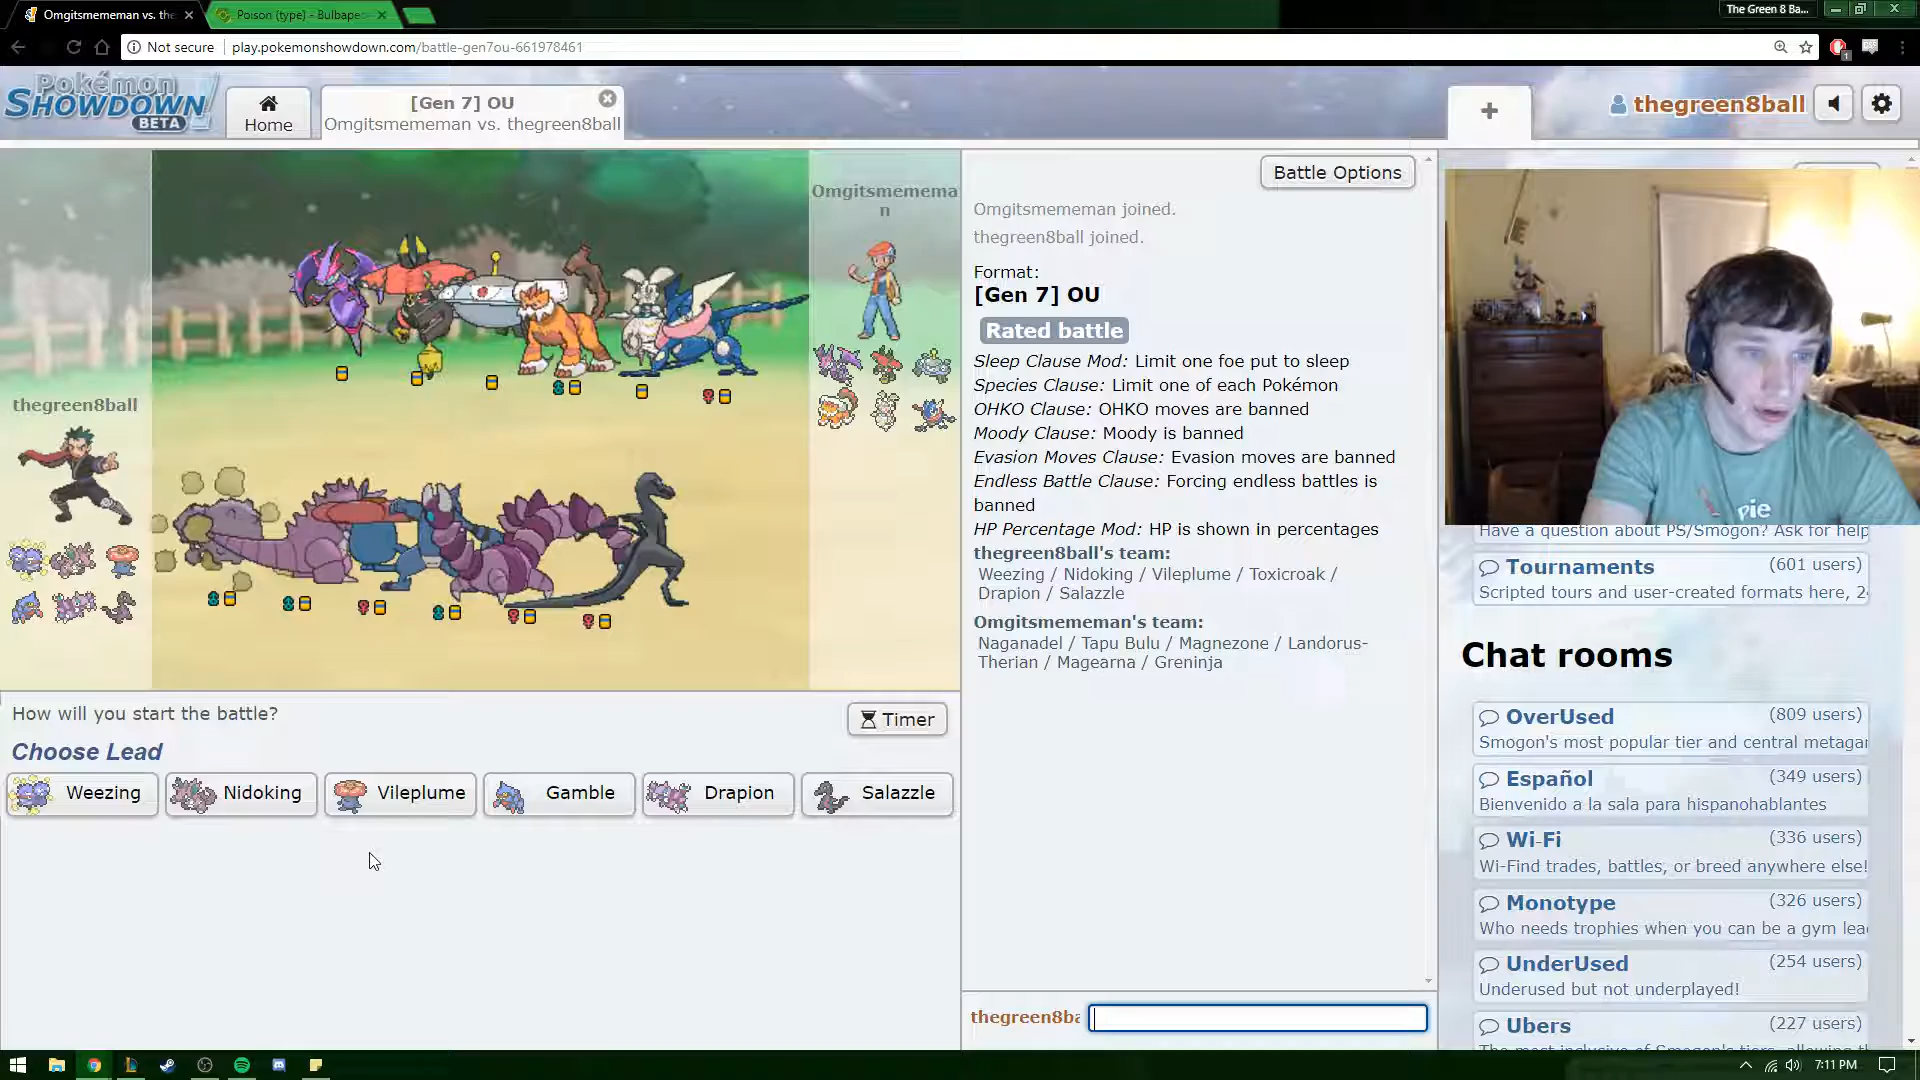 Omgitsmememan vs. the
Poison (type) - Bulbape
The Green 8 Ba...
Not secure
play.pokemonshowdown.com/battle-gen7ou-661978461
1
Pokémon
SHOWDOWN
BETA
Home
[Gen 7] OU
Omgitsmememan vs. thegreen8ball
+
thegreen8ball
Omgitsmemema
n
thegreen8ball
Battle Options
Omgitsmememan joined.
thegreen8ball joined.
Format:
[Gen 7] OU
Rated battle
Sleep Clause Mod: Limit one foe put to sleep
Species Clause: Limit one of each Pokémon
OHKO Clause: OHKO moves are banned
Moody Clause: Moody is banned
Evasion Moves Clause: Evasion moves are banned
Endless Battle Clause: Forcing endless battles is
banned
HP Percentage Mod: HP is shown in percentages
thegreen8ball's team:
Weezing / Nidoking / Vileplume / Toxicroak /
Drapion / Salazzle
Omgitsmememan's team:
Naganadel / Tapu Bulu / Magnezone / Landorus-
Therian / Magearna / Greninja
How will you start the battle?
Timer
Choose Lead
Weezing
Nidoking
Vileplume
Gamble
Drapion
Salazzle
thegreen8ba
pie
Have a question about PS/Smogon? Ask for help
Tournaments (601 users)
Scripted tours and user-created formats here, 2
Chat rooms
OverUsed (809 users)
Smogon's most popular tier and central metagar
Español (349 users)
Bienvenido a la sala para hispanohablantes
Wi-Fi (336 users)
Wi-Find trades, battles, or breed anywhere else!
Monotype (326 users)
Who needs trophies when you can be a gym lea
UnderUsed (254 users)
Underused but not underplayed!
Ubers (227 users)
7:11 PM